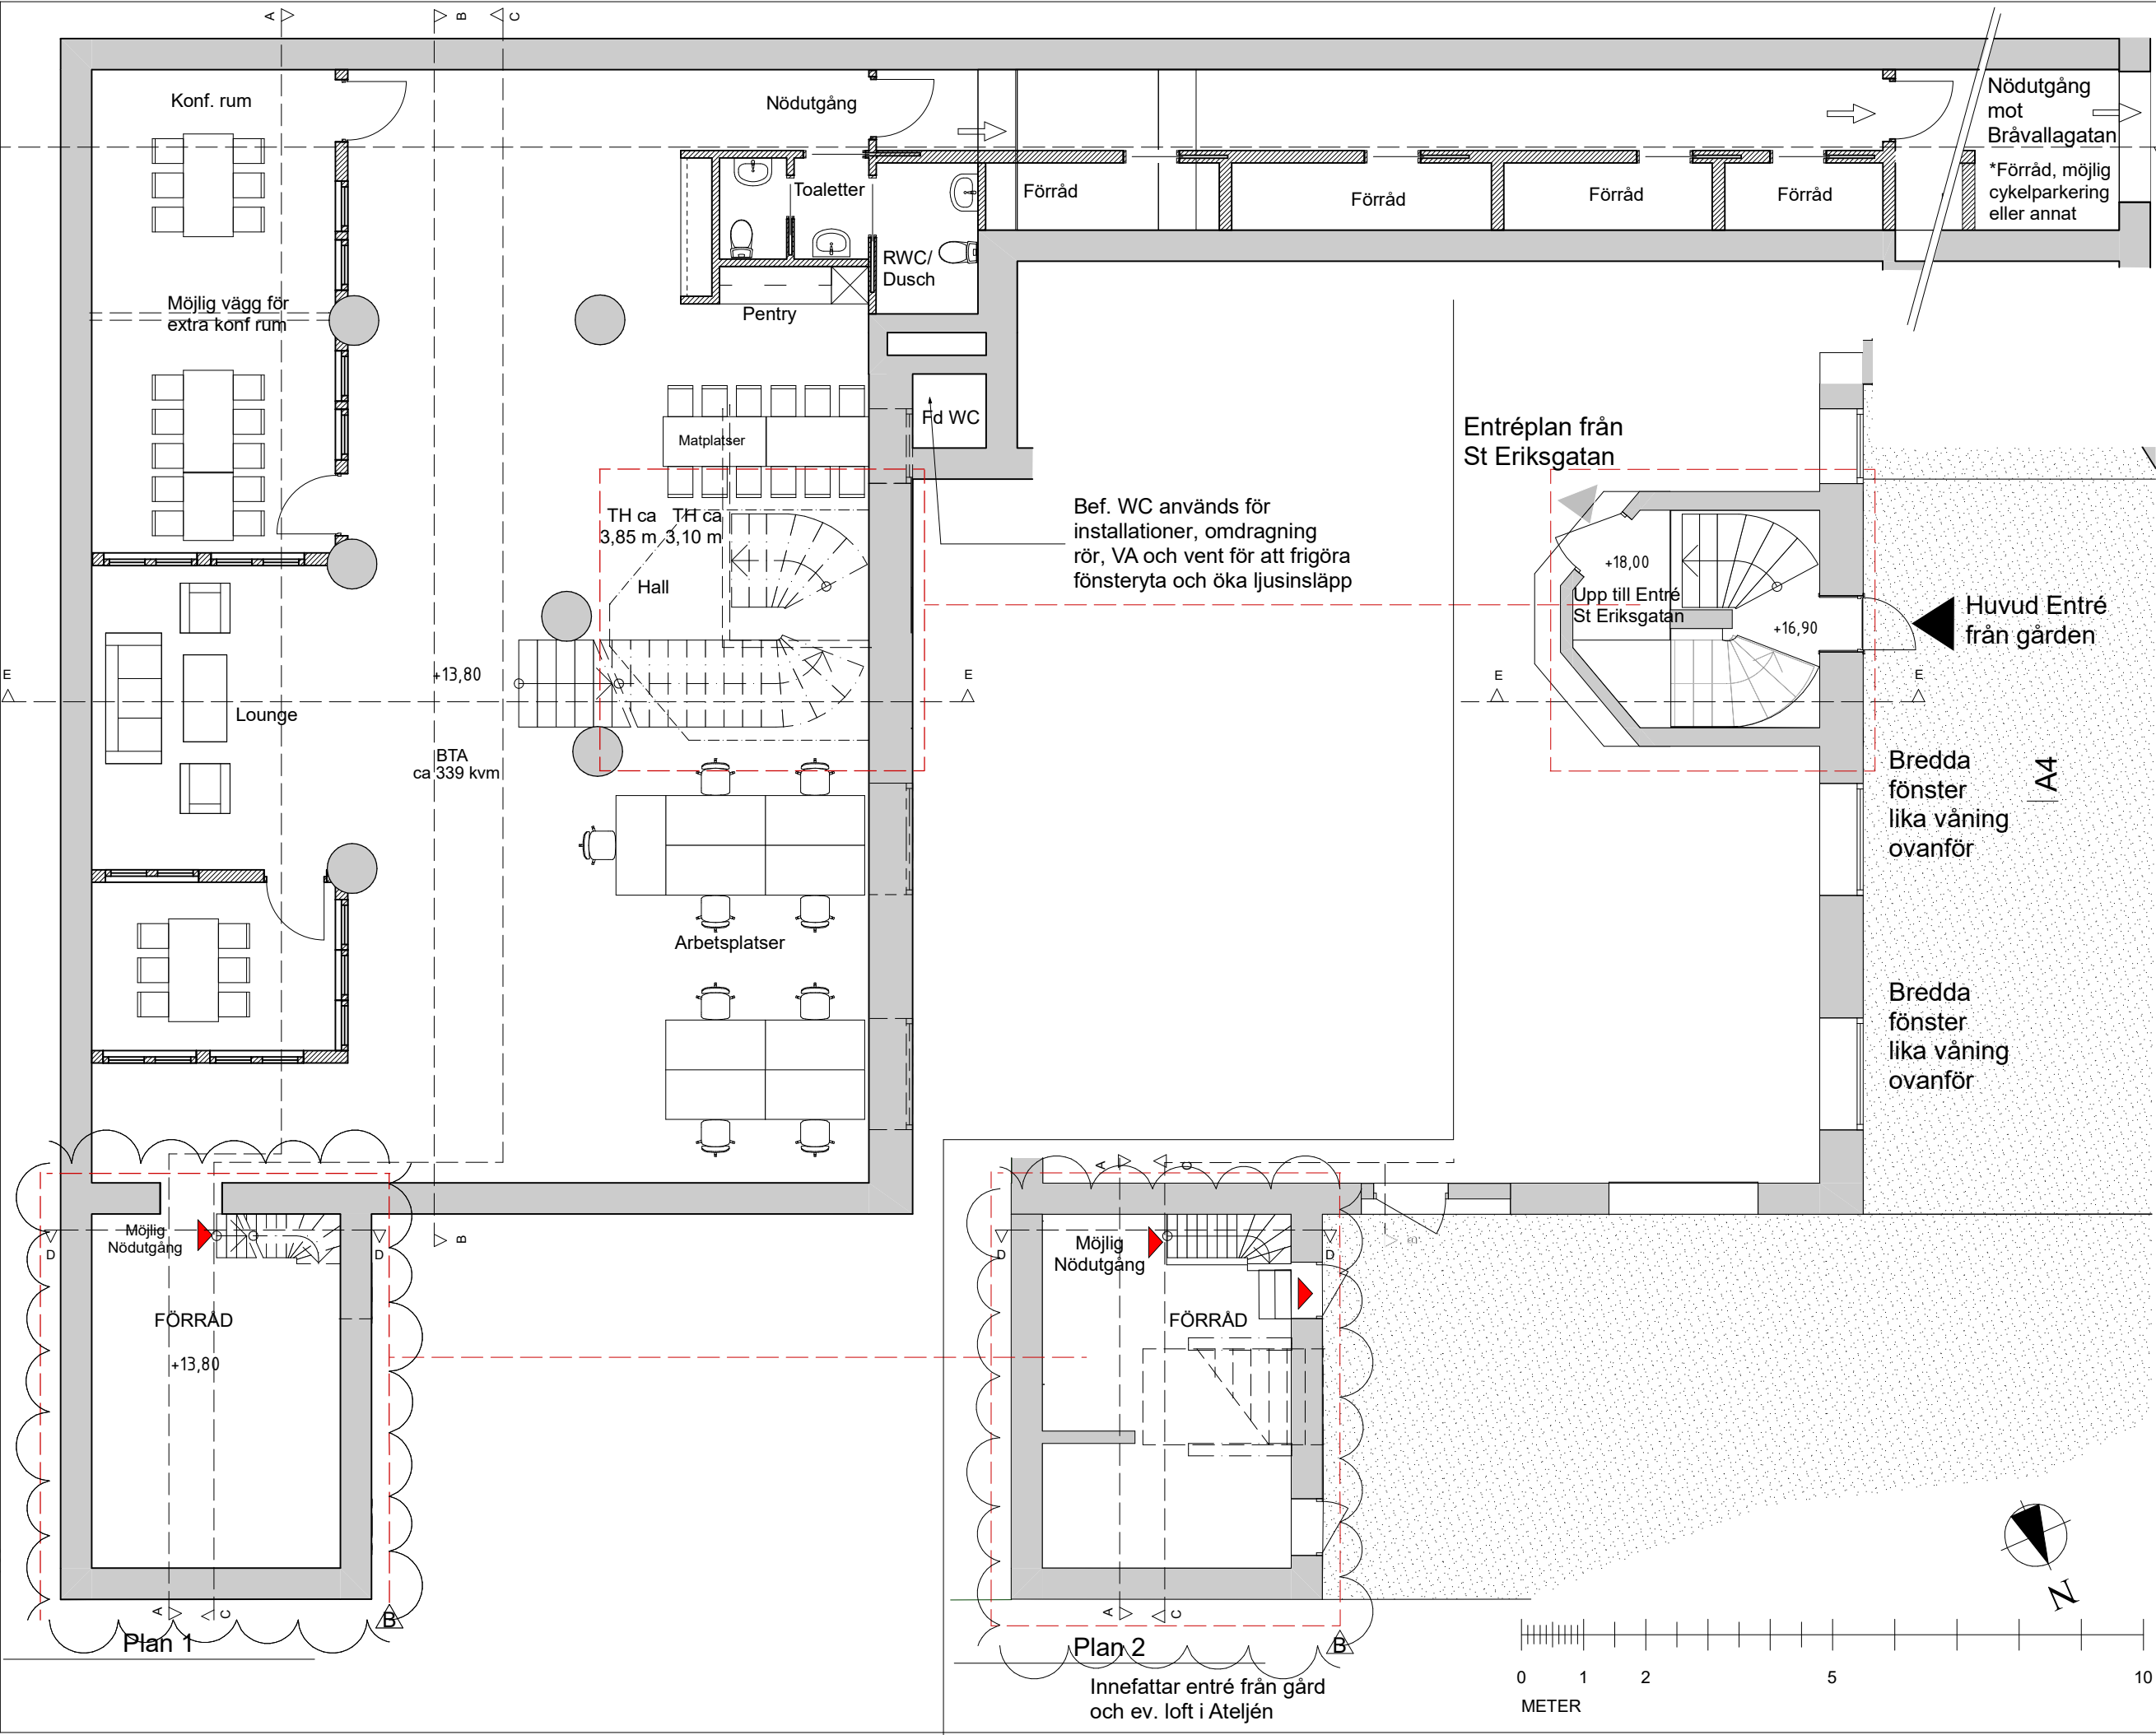 A
B
C
Konf. rum
Nödutgång
Nödutgång
mot
Bråvallagatan
*Förråd, möjlig
cykelparkering
eller annat
Toaletter
Förråd
Förråd
Förråd
Förråd
RWC/
Dusch
Pentry
Möjlig vägg för
extra konf rum
Fd WC
Matplatser
Entréplan från
St Eriksgatan
Bef. WC används för
installationer, omdragning
rör, VA och vent för att frigöra
fönsteryta och öka ljusinsläpp
TH ca
3,85 m
TH ca
3,10 m
Hall
+18,00
Upp till Entré
St Eriksgatan
+16,90
Huvud Entré
från gården
E
+13,80
E
E
E
Lounge
BTA
ca 339 kvm
Bredda
fönster
lika våning
ovanför
A4
Arbetsplatser
Bredda
fönster
lika våning
ovanför
A
C
B
B
Möjlig
Nödutgång
D
D
Möjlig
Nödutgång
D
D
FÖRRÅD
+13,80
FÖRRÅD
N
A
C
B
A
C
B
Plan 1
Plan 2
Innefattar entré från gård
och ev. loft i Ateljén
0
1
2
5
10
METER